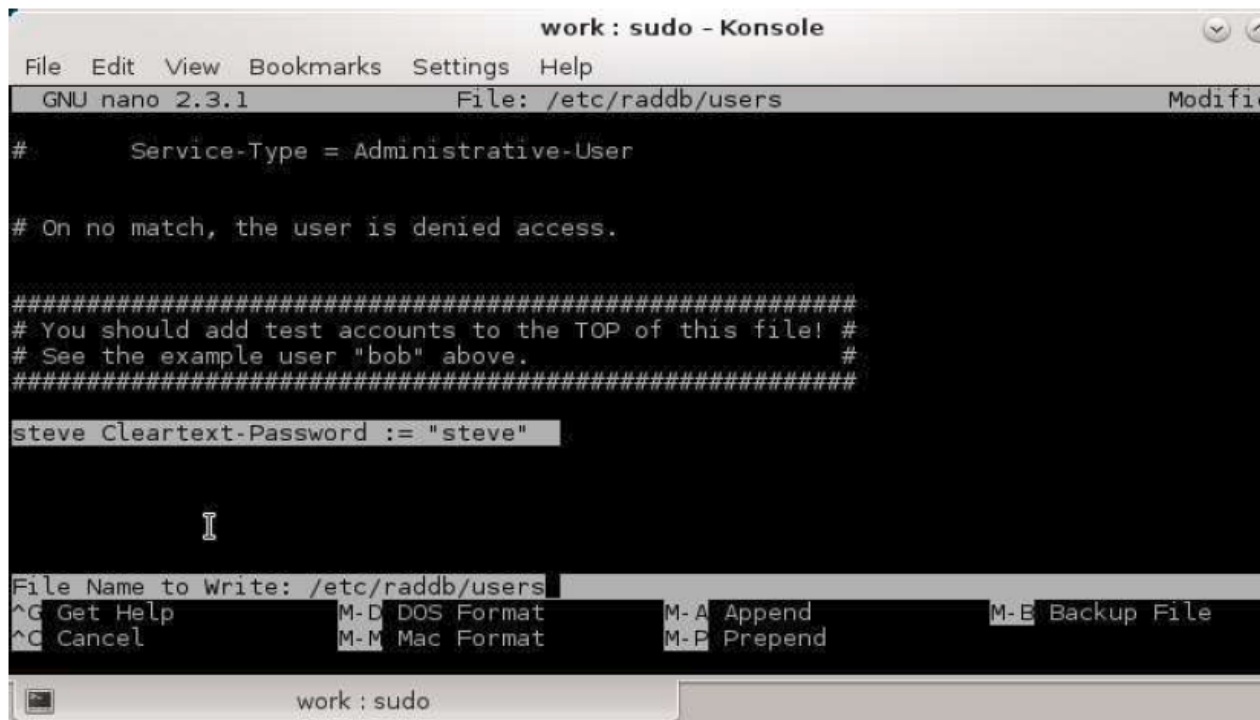 work : sudo – Konsole
File Edit View Bookmarks Settings Help
GNU nano 2.3.1 File: /etc/raddb/users Modifie
# Service-Type = Administrative-User
# On no match, the user is denied access.
#########################################################
# You should add test accounts to the TOP of this file! #
# See the example user "bob" above. #
#########################################################
steve Cleartext-Password := "steve"
File Name to Write: /etc/raddb/users
^G Get Help M-D DOS Format M-A Append M-B Backup File
^C Cancel M-M Mac Format M-P Prepend
work : sudo